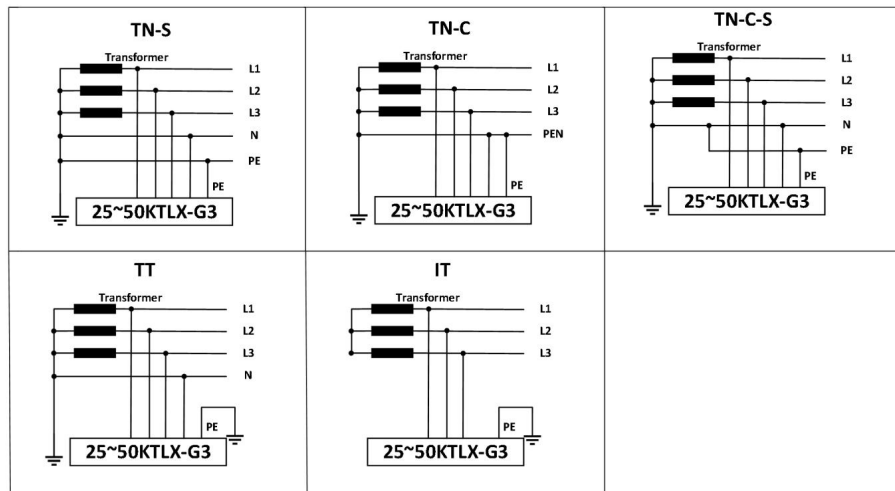 TN-S
Transformer
L1
L2
L3
N
PE
PE
25~50KTLX-G3
TN-C
Transformer
L1
L2
L3
PEN
PE
25~50KTLX-G3
TN-C-S
Transformer
L1
L2
L3
N
PE
PE
25~50KTLX-G3
TT
Transformer
L1
L2
L3
N
PE
25~50KTLX-G3
IT
Transformer
L1
L2
L3
PE
25~50KTLX-G3